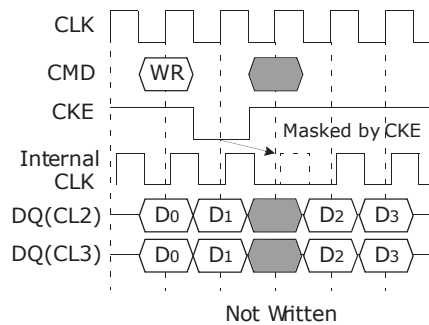 CLK
CMD WR
CKE
Masked by CKE
Internal
CLK
DQ(CL2) D0 D1 D2 D3
DQ(CL3) D0 D1 D2 D3
Not Written